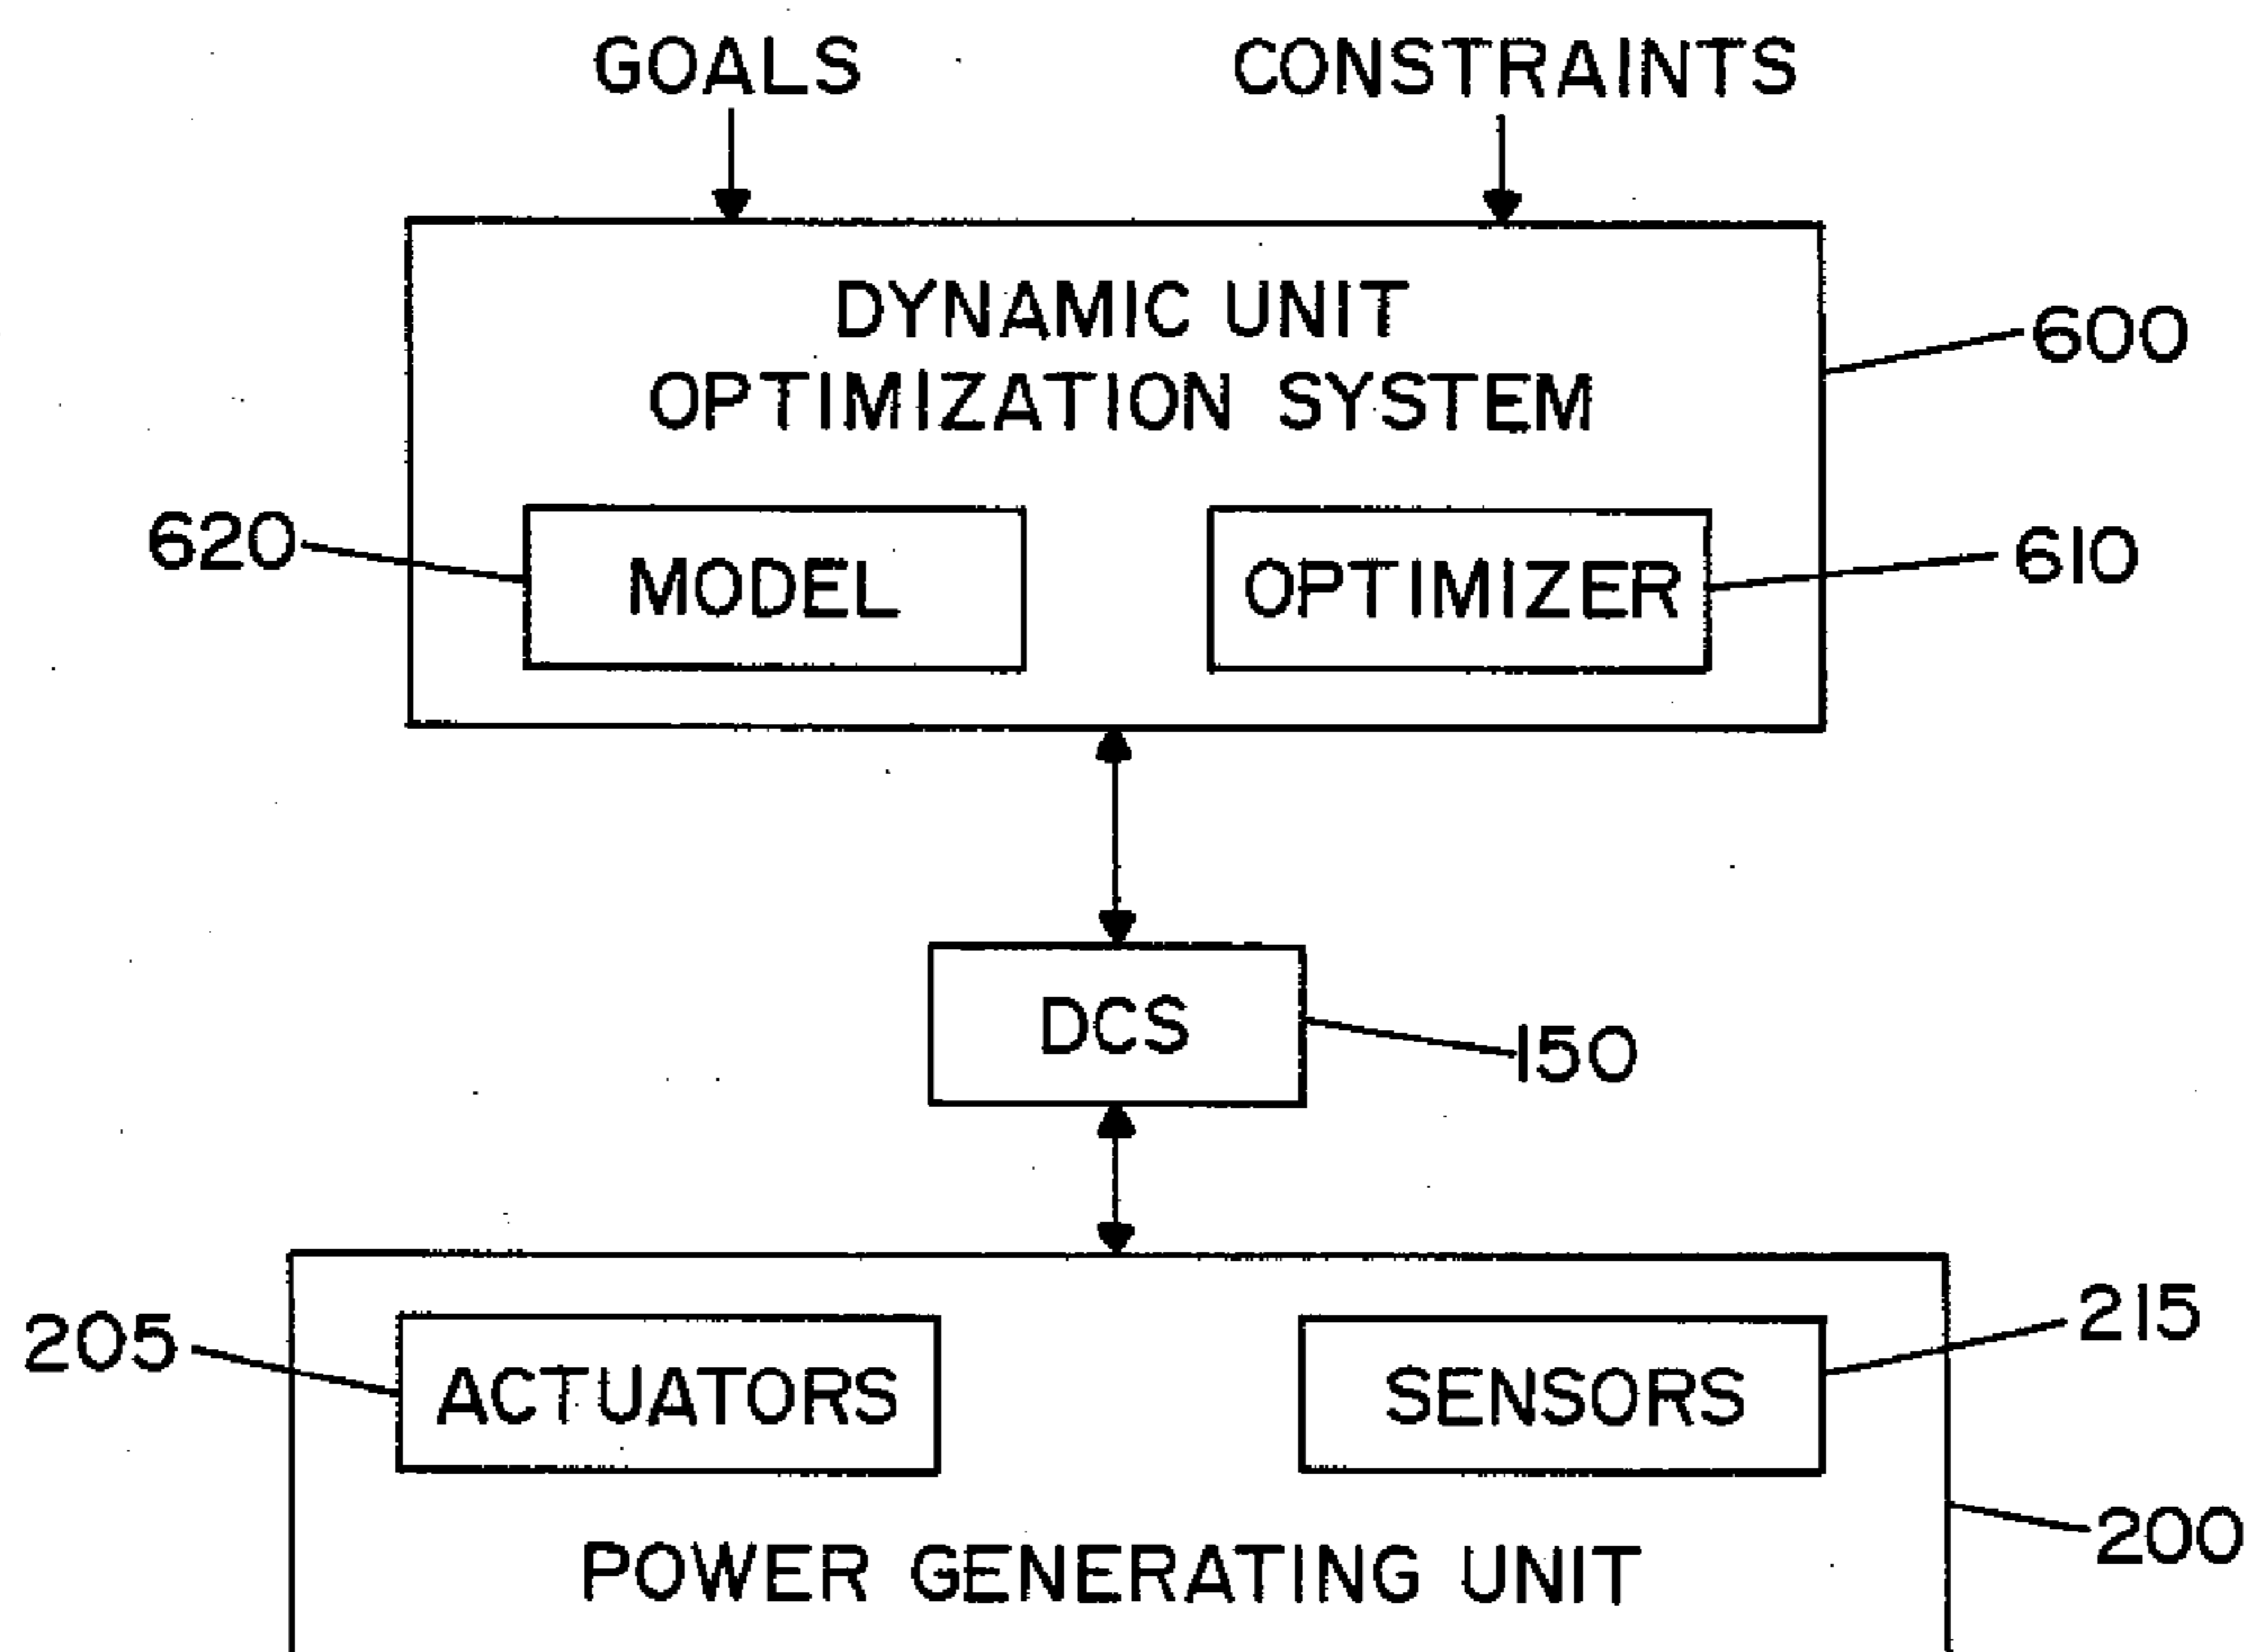 GOALS CONSTRAINTS
DYNAMIC UNIT
OPTIMIZATION SYSTEM
600
620 MODEL OPTIMIZER 610
DCS
150
205 ACTUATORS SENSORS 215
200
POWER GENERATING UNIT